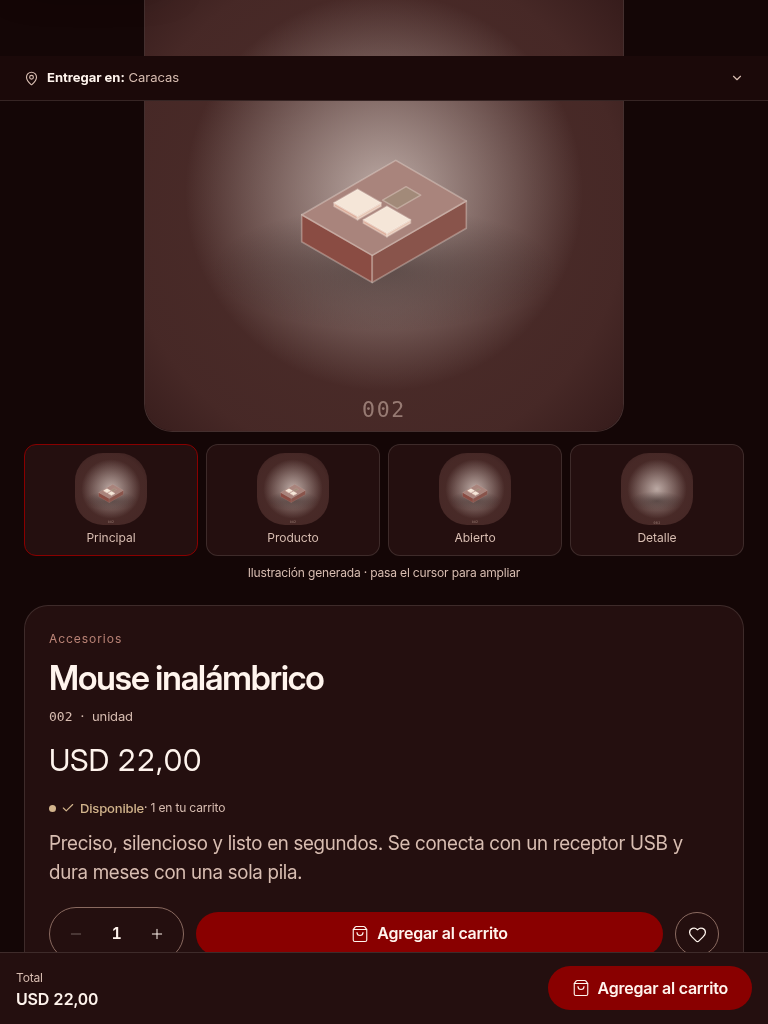 Entregar en: Caracas
002
Principal
Producto
Abierto
Detalle
Ilustración generada · pasa el cursor para ampliar
Accesorios
Mouse inalámbrico
002 · unidad
USD 22,00
Disponible · 1 en tu carrito
Preciso, silencioso y listo en segundos. Se conecta con un receptor USB y
dura meses con una sola pila.
1
Agregar al carrito
Total
USD 22,00
Agregar al carrito